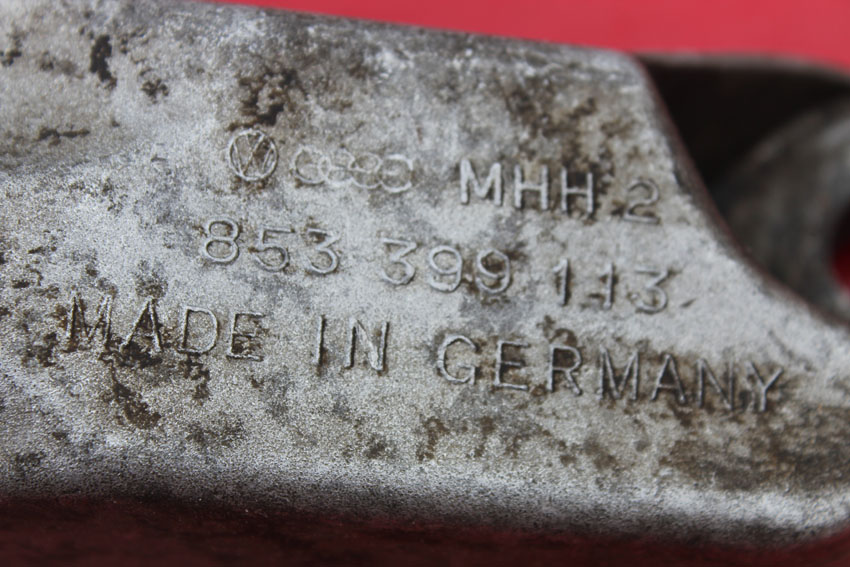 MHH 2
853 399 113
MADE IN GERMANY